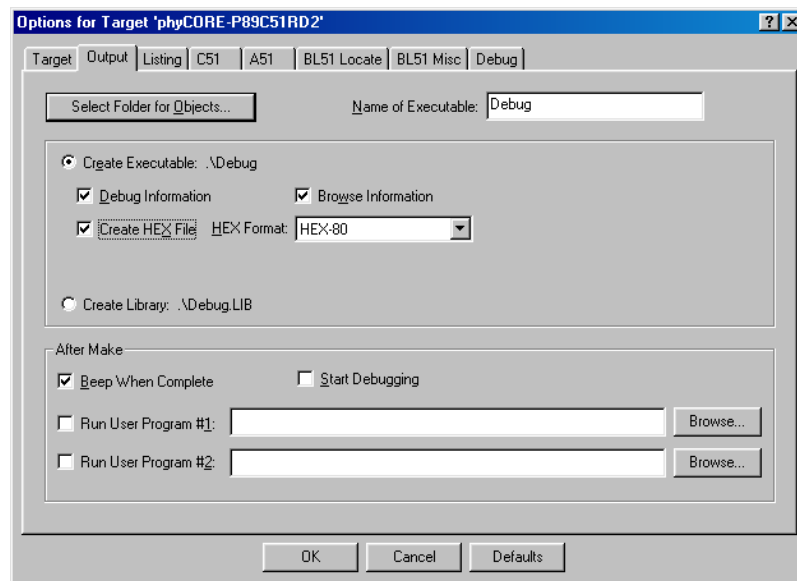 Options for Target 'phyCORE-P89C51RD2'
Target Output Listing C51 A51 BL51 Locate BL51 Misc Debug
Select Folder for Objects... Name of Executable: Debug
Create Executable: .\Debug
Debug Information Browse Information
Create HEX File HEX Format: HEX-80
Create Library: .\Debug.LIB
After Make
Beep When Complete Start Debugging
Run User Program #1: Browse...
Run User Program #2: Browse...
OK Cancel Defaults